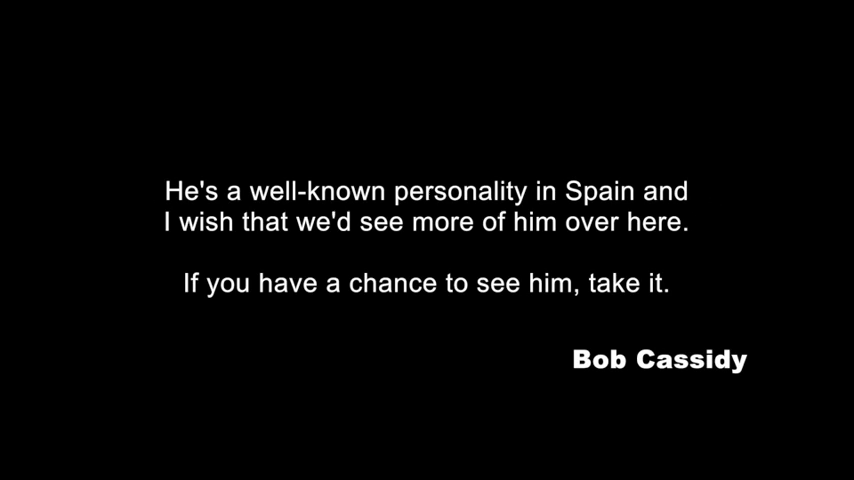 He's a well-known personality in Spain and
I wish that we'd see more of him over here.
If you have a chance to see him, take it.
Bob Cassidy